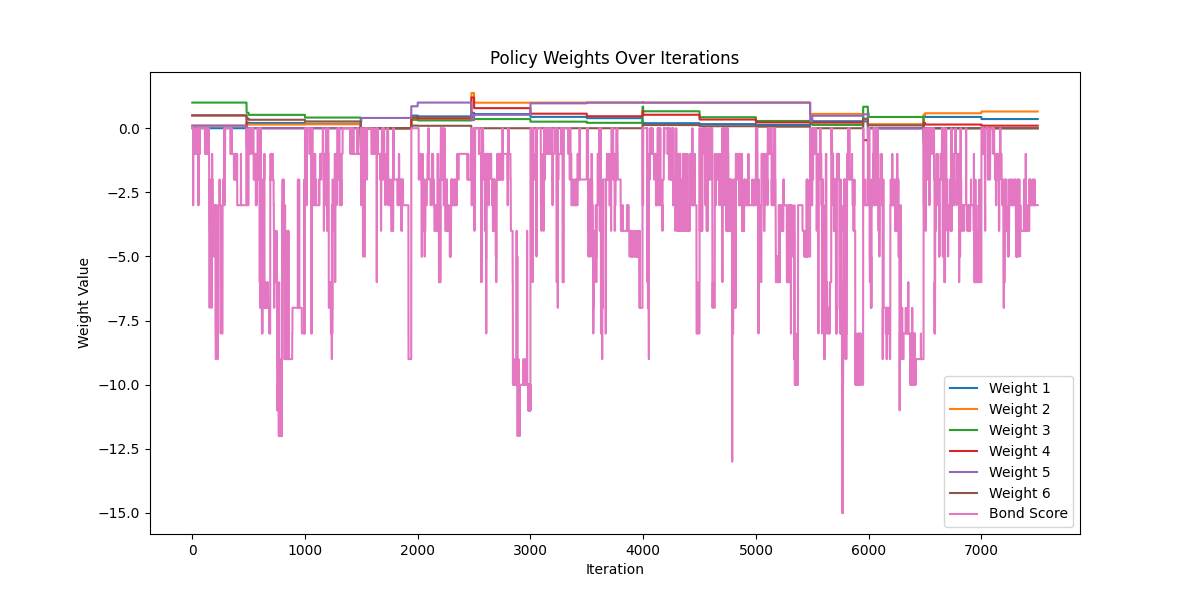 Policy Weights Over Iterations
Weight Value
0.0
−2.5
−5.0
−7.5
−10.0
−12.5
−15.0
Weight 1
Weight 2
Weight 3
Weight 4
Weight 5
Weight 6
Bond Score
0 1000 2000 3000 4000 5000 6000 7000
Iteration